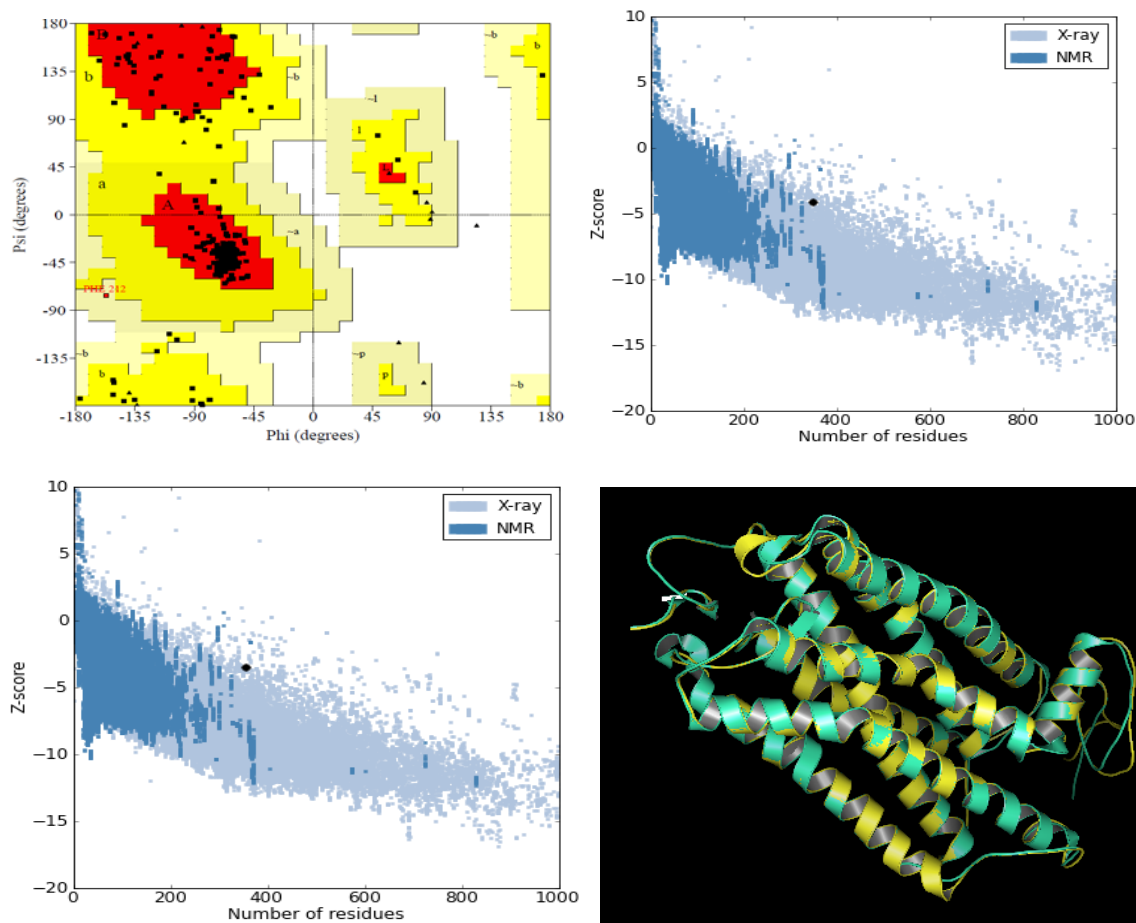 180
135
90
45
0
-45
-90
-135
-180
-135
-90
-45
0
45
90
135
180
Psi (degrees)
Phi (degrees)
B
b
~b
b
~l
l
a
A
L
~a
PHE 212
~b
b
~p
p
~b
10
5
0
−5
−10
−15
−20
Z-score
X-ray
NMR
0
200
400
600
800
1000
Number of residues
10
5
0
−5
−10
−15
−20
Z-score
X-ray
NMR
0
200
400
600
800
1000
Number of residues